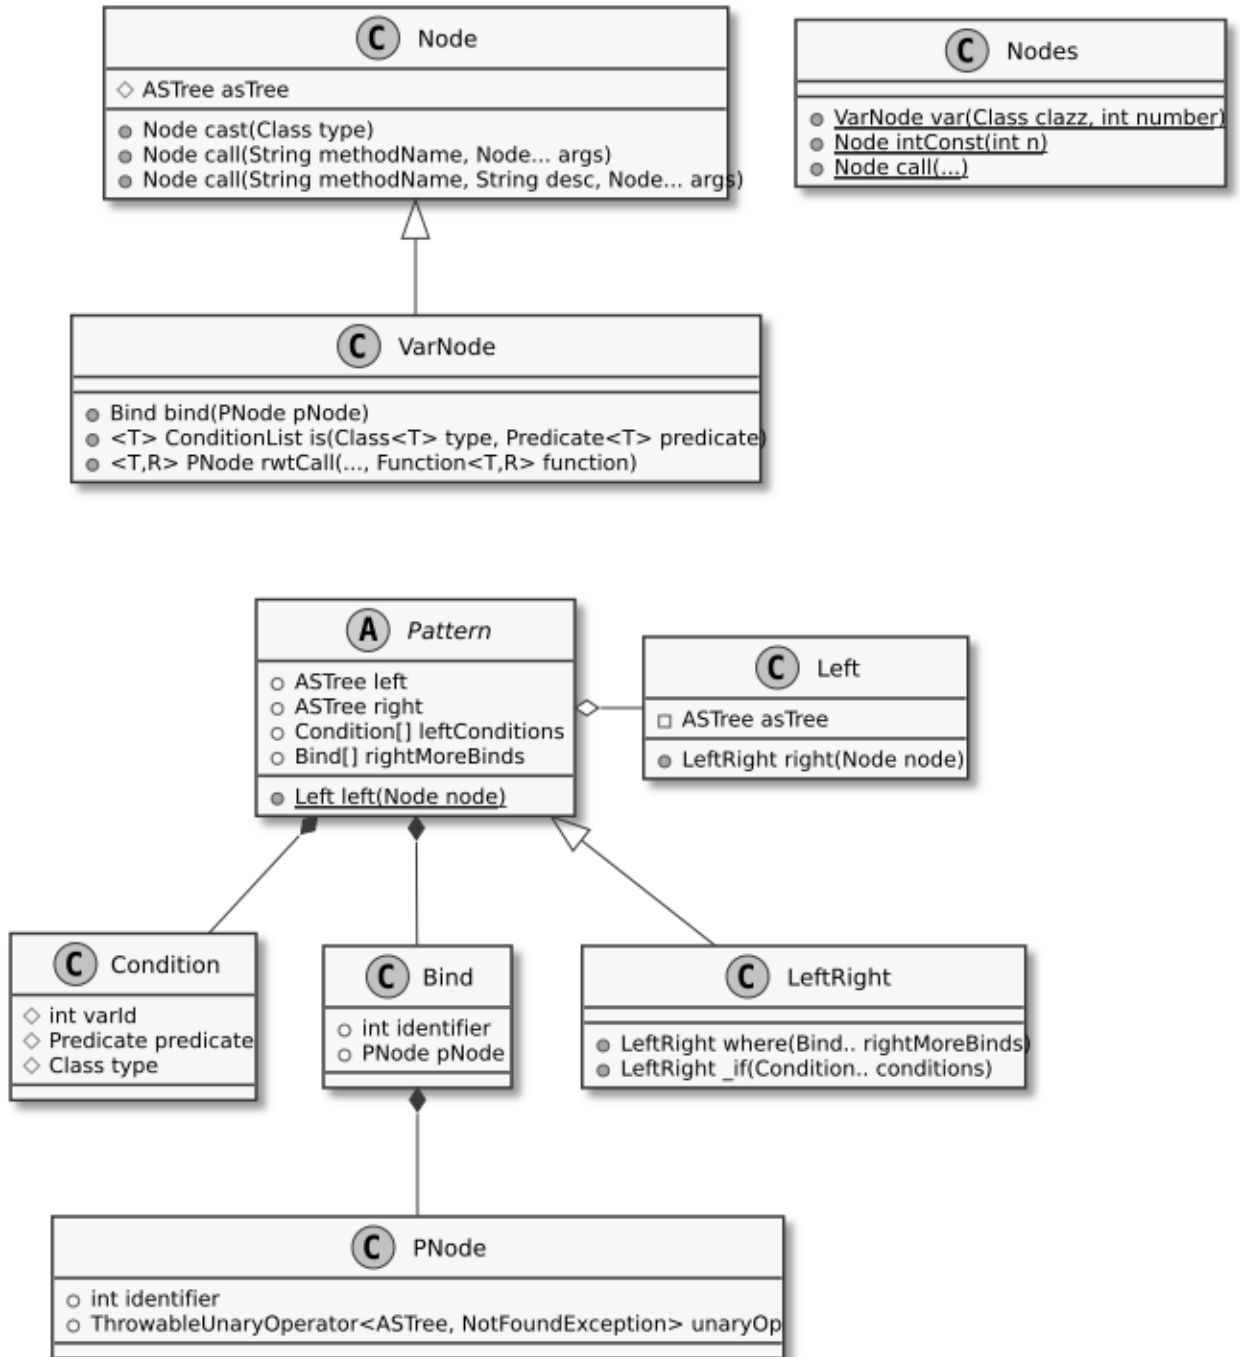 C Node
ASTree asTree
Node cast(Class type)
Node call(String methodName, Node... args)
Node call(String methodName, String desc, Node... args)
C Nodes
VarNode var(Class clazz, int number)
Node intConst(int n)
Node call(...)
C VarNode
Bind bind(PNode pNode)
<T> ConditionList is(Class<T> type, Predicate<T> predicate)
<T,R> PNode rwtCall(..., Function<T,R> function)
A Pattern
ASTree left
ASTree right
Condition[] leftConditions
Bind[] rightMoreBinds
Left left(Node node)
C Left
ASTree asTree
LeftRight right(Node node)
C Condition
int varId
Predicate predicate
Class type
C Bind
int identifier
PNode pNode
C LeftRight
LeftRight where(Bind.. rightMoreBinds)
LeftRight _if(Condition.. conditions)
C PNode
int identifier
ThrowableUnaryOperator<ASTree, NotFoundException> unaryOp